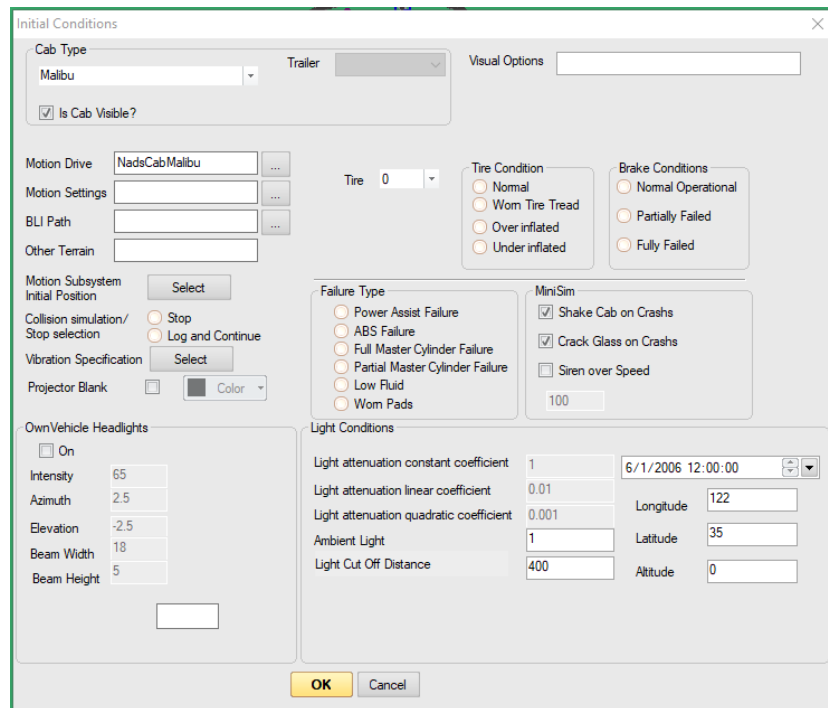 Initial Conditions
Cab Type
Malibu
Trailer
Visual Options
Is Cab Visible?
Motion Drive
NadsCabMalibu
...
Motion Settings
...
BLI Path
...
Other Terrain
Tire
0
Tire Condition
Normal
Worn Tire Tread
Over inflated
Under inflated
Brake Conditions
Normal Operational
Partially Failed
Fully Failed
Motion Subsystem
Initial Position
Select
Collision simulation/
Stop selection
Stop
Log and Continue
Vibration Specification
Select
Projector Blank
Color
Failure Type
Power Assist Failure
ABS Failure
Full Master Cylinder Failure
Partial Master Cylinder Failure
Low Fluid
Worn Pads
MiniSim
Shake Cab on Crashs
Crack Glass on Crashs
Siren over Speed
100
OwnVehicle Headlights
On
Intensity
65
Azimuth
2.5
Elevation
-2.5
Beam Width
18
Beam Height
5
Light Conditions
Light attenuation constant coefficient
1
Light attenuation linear coefficient
0.01
Light attenuation quadratic coefficient
0.001
Ambient Light
1
Light Cut Off Distance
400
6/1/2006 12:00:00
Longitude
122
Latitude
35
Altitude
0
OK
Cancel